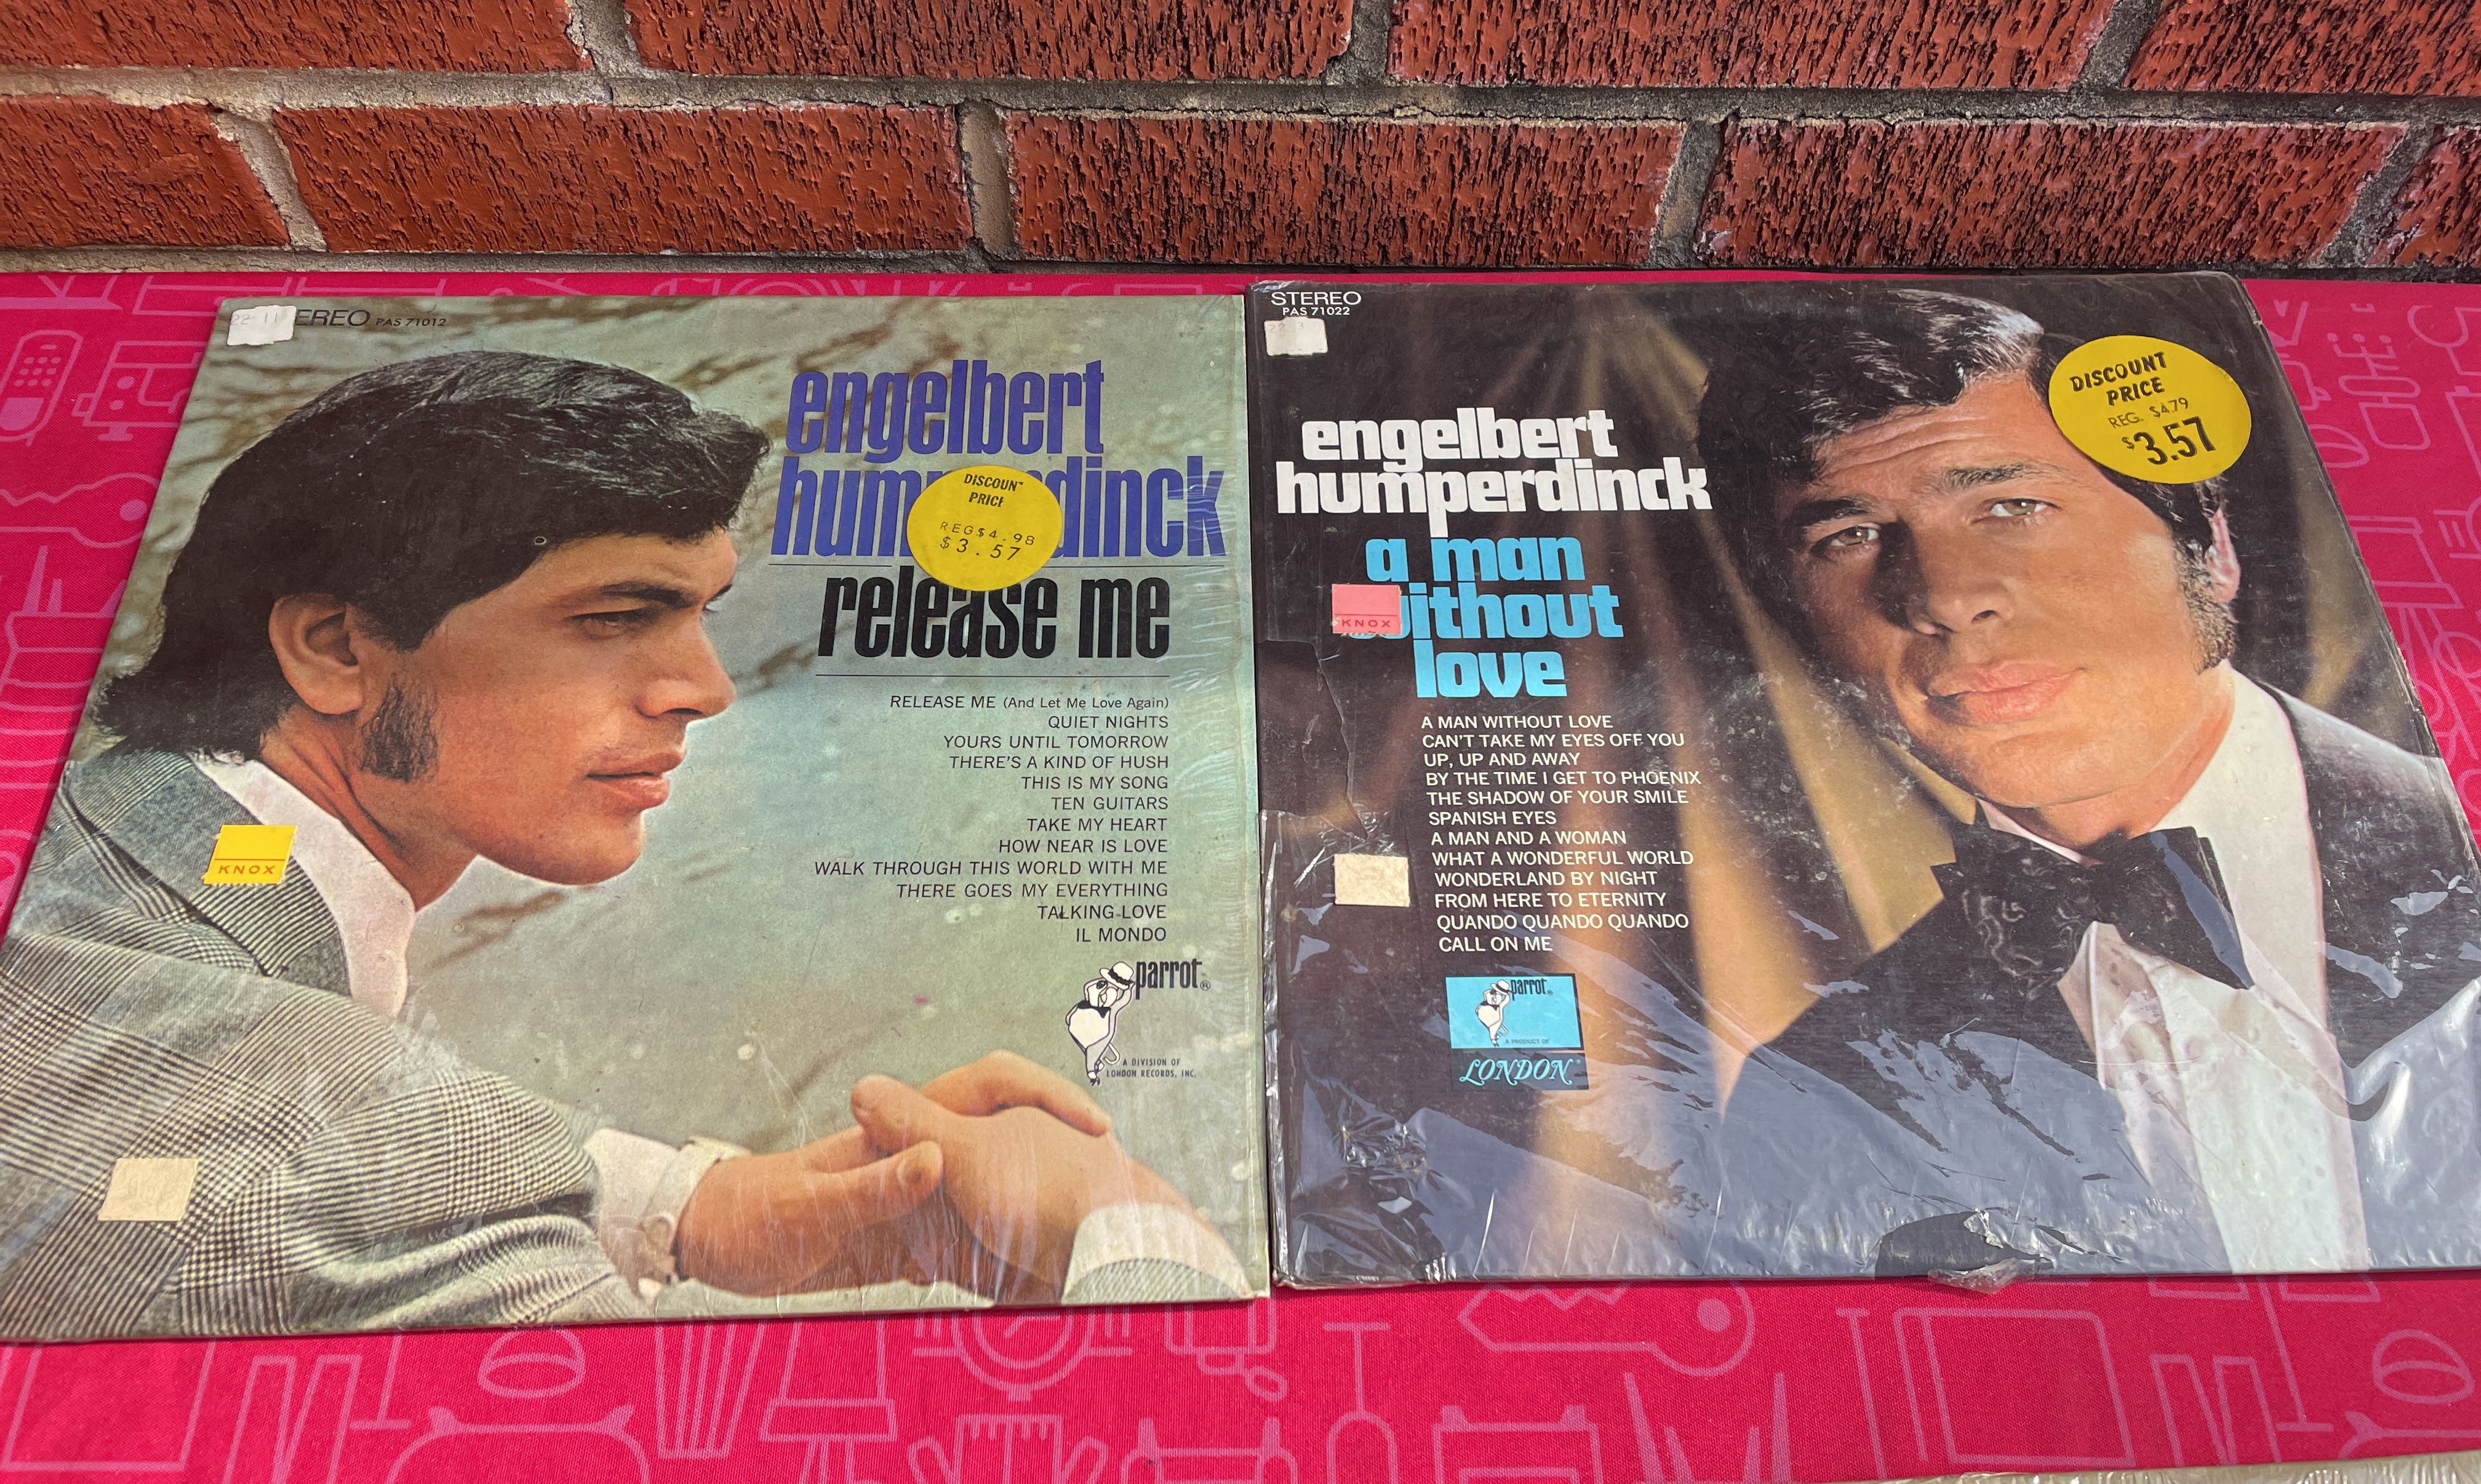 EREO PAS 71012
engelbert
hum dinck
DISCOUN
PRICE
REG $4.98
$3.57
release me
RELEASE ME (And Let Me Love Again)
QUIET NIGHTS
YOURS UNTIL TOMORROW
THERE'S A KIND OF HUSH
THIS IS MY SONG
TEN GUITARS
TAKE MY HEART
HOW NEAR IS LOVE
WALK THROUGH THIS WORLD WITH ME
THERE GOES MY EVERYTHING
TALKING LOVE
IL MONDO
KNOX
parrot®
A DIVISION OF
LONDON RECORDS, INC.
STEREO
PAS 71022
DISCOUNT
PRICE
REG. $4.79
$3.57
engelbert
humperdinck
a man
without
love
KNOX
A MAN WITHOUT LOVE
CAN'T TAKE MY EYES OFF YOU
UP, UP AND AWAY
BY THE TIME I GET TO PHOENIX
THE SHADOW OF YOUR SMILE
SPANISH EYES
A MAN AND A WOMAN
WHAT A WONDERFUL WORLD
WONDERLAND BY NIGHT
FROM HERE TO ETERNITY
QUANDO QUANDO QUANDO
CALL ON ME
parrot®
A PRODUCT OF
LONDON